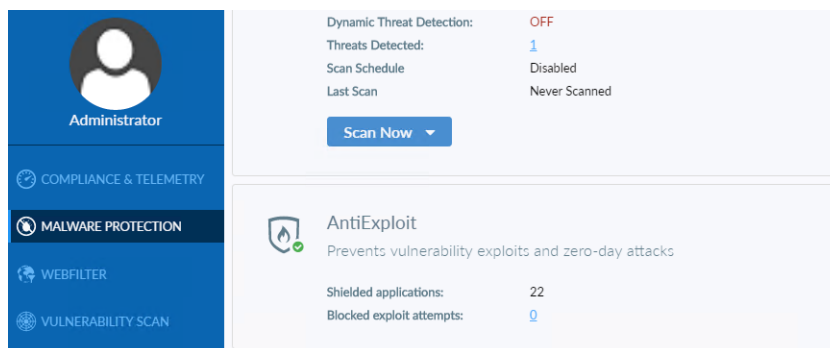 Administrator
COMPLIANCE & TELEMETRY
MALWARE PROTECTION
WEBFILTER
VULNERABILITY SCAN
Dynamic Threat Detection: OFF
Threats Detected: 1
Scan Schedule Disabled
Last Scan Never Scanned
Scan Now
AntiExploit
Prevents vulnerability exploits and zero-day attacks
Shielded applications: 22
Blocked exploit attempts: 0